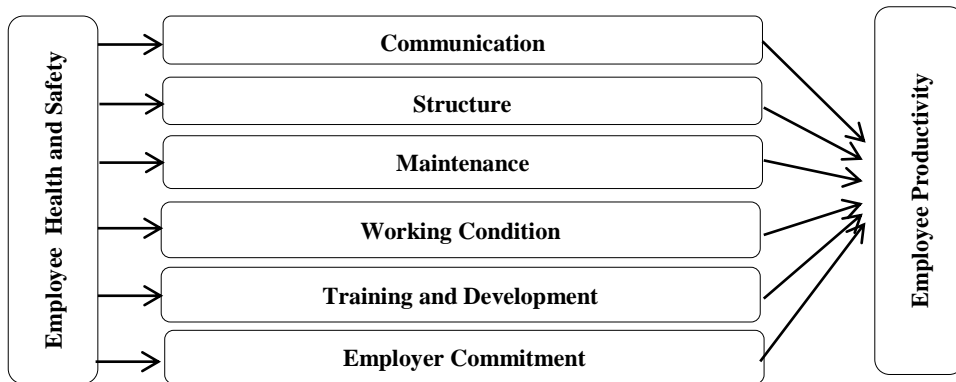 Employee Health and Safety
Communication
Structure
Maintenance
Working Condition
Training and Development
Employer Commitment
Employee Productivity